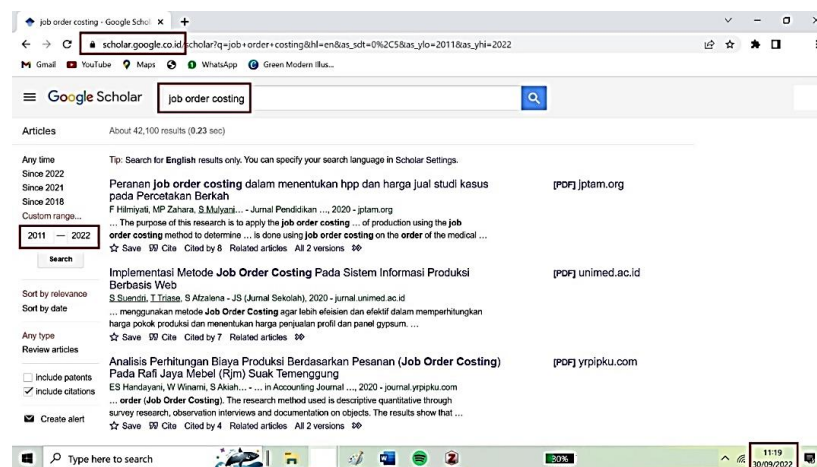 job order costing - Google Schol
scholar.google.co.id/scholar?q=job+order+costing&hl=en&as_sdt=0%2C5&as_ylo=2011&as_yhi=2022
Gmail YouTube Maps WhatsApp Green Modern Illus...
Google Scholar job order costing
Articles About 42,100 results (0.23 sec)
Any time
Since 2022
Since 2021
Since 2018
Custom range...
2011 — 2022
Search
Sort by relevance
Sort by date
Any type
Review articles
include patents
include citations
Create alert
Tip: Search for English results only. You can specify your search language in Scholar Settings.
Peranan job order costing dalam menentukan hpp dan harga jual studi kasus
pada Percetakan Berkah
F Hilmiyati, MP Zahara, S Mulyani... - Jurnal Pendidikan ..., 2020 - jptam.org
... The purpose of this research is to apply the job order costing ... of production using the job
order costing method to determine ... is done using job order costing on the order of the medical ...
Save Cite Cited by 8 Related articles All 2 versions
[PDF] jptam.org
Implementasi Metode Job Order Costing Pada Sistem Informasi Produksi
Berbasis Web
S Suendri, T Triase, S Afzalena - JS (Jurnal Sekolah), 2020 - jurnal.unimed.ac.id
... menggunakan metode Job Order Costing agar lebih efeisien dan efektif dalam memperhitungkan
harga pokok produksi dan menentukan harga penjualan profil dan panel gypsum. ...
Save Cite Cited by 7 Related articles
[PDF] unimed.ac.id
Analisis Perhitungan Biaya Produksi Berdasarkan Pesanan (Job Order Costing)
Pada Rafi Jaya Mebel (Rjm) Suak Temenggung
ES Handayani, W Winarni, S Akiah... - ... in Accounting Journal ..., 2020 - journal.yrpipku.com
... order (Job Order Costing). The research method used is descriptive quantitative through
survey research, observation interviews and documentation on objects. The results show that ...
Save Cite Cited by 4 Related articles All 2 versions
[PDF] yrpipku.com
Type here to search
30%
11:19
30/09/2022